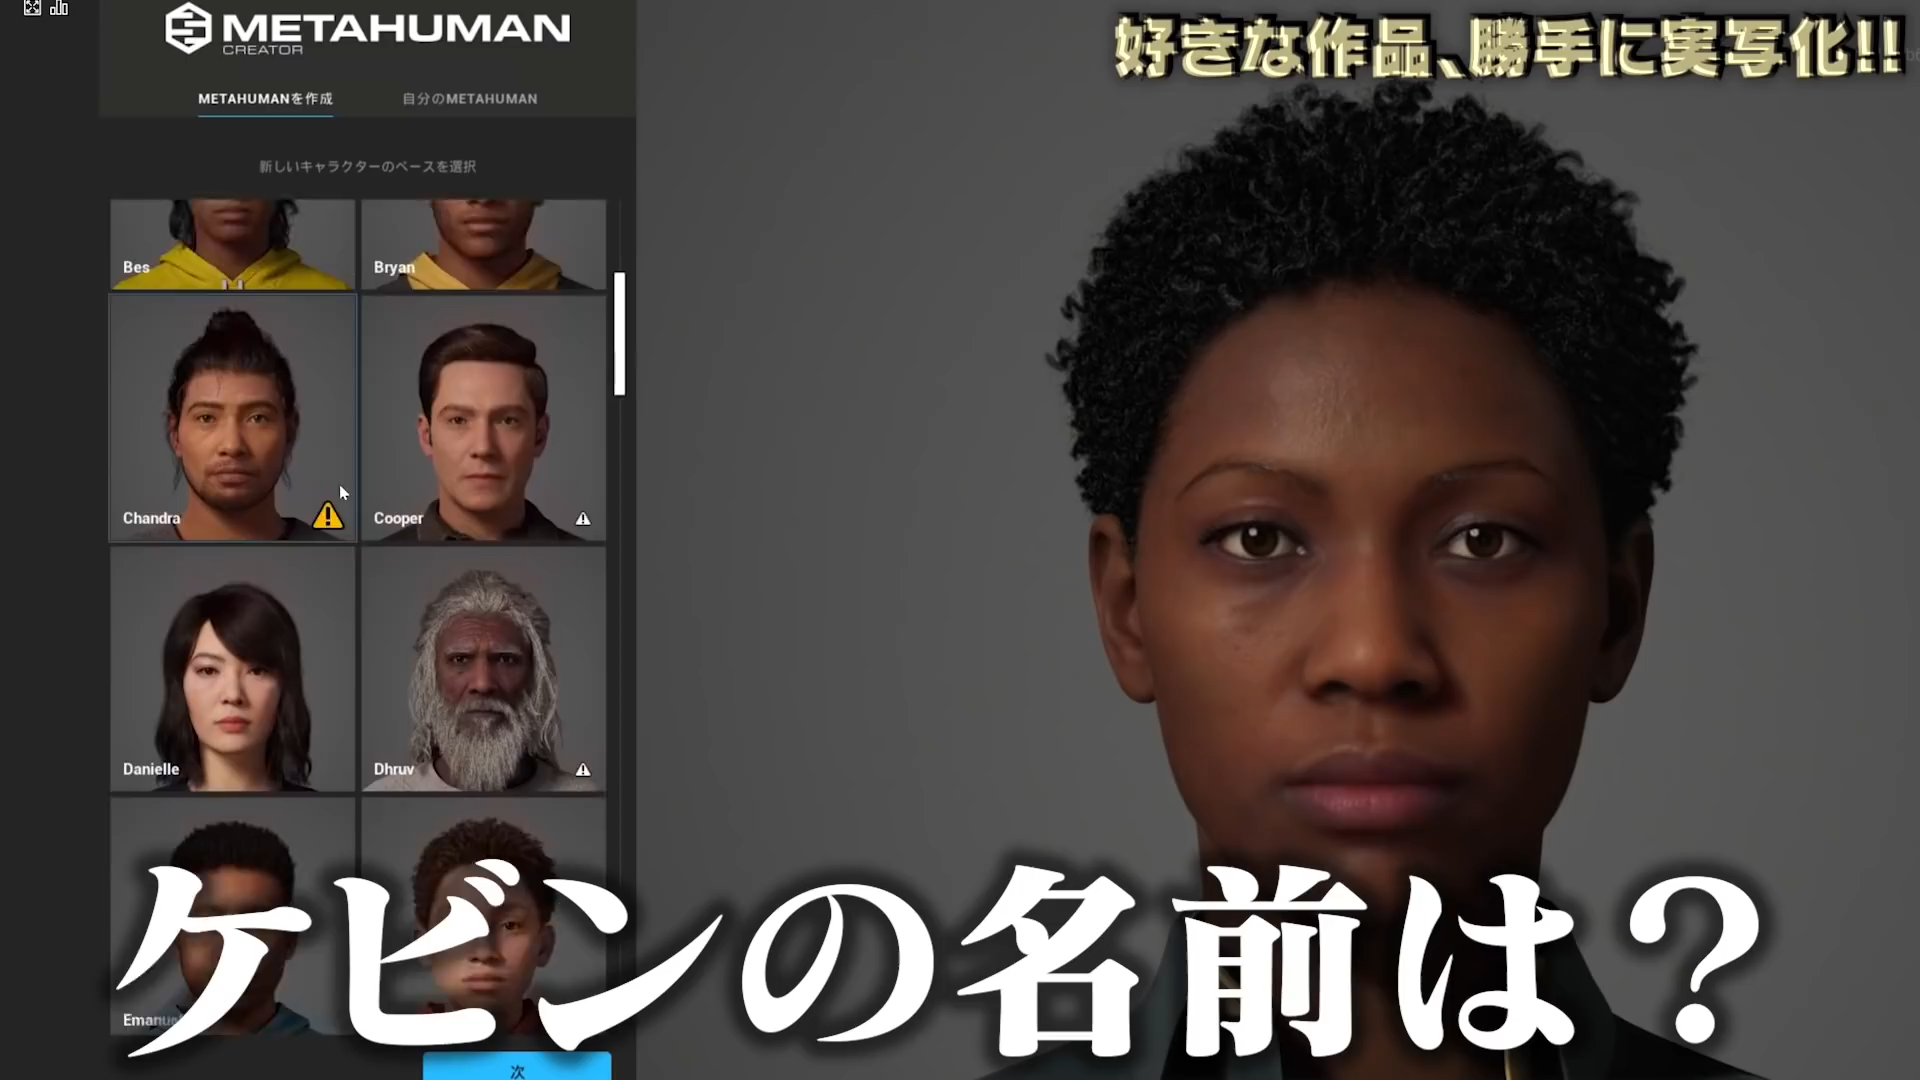 METAHUMAN
CREATOR
好きな作品、勝手に実写化!!
METAHUMANを作成
自分のMETAHUMAN
新しいキャラクターのベースを選択
Bes
Bryan
Chandra
Cooper
Danielle
Dhruv
ケビンの名前は？
次